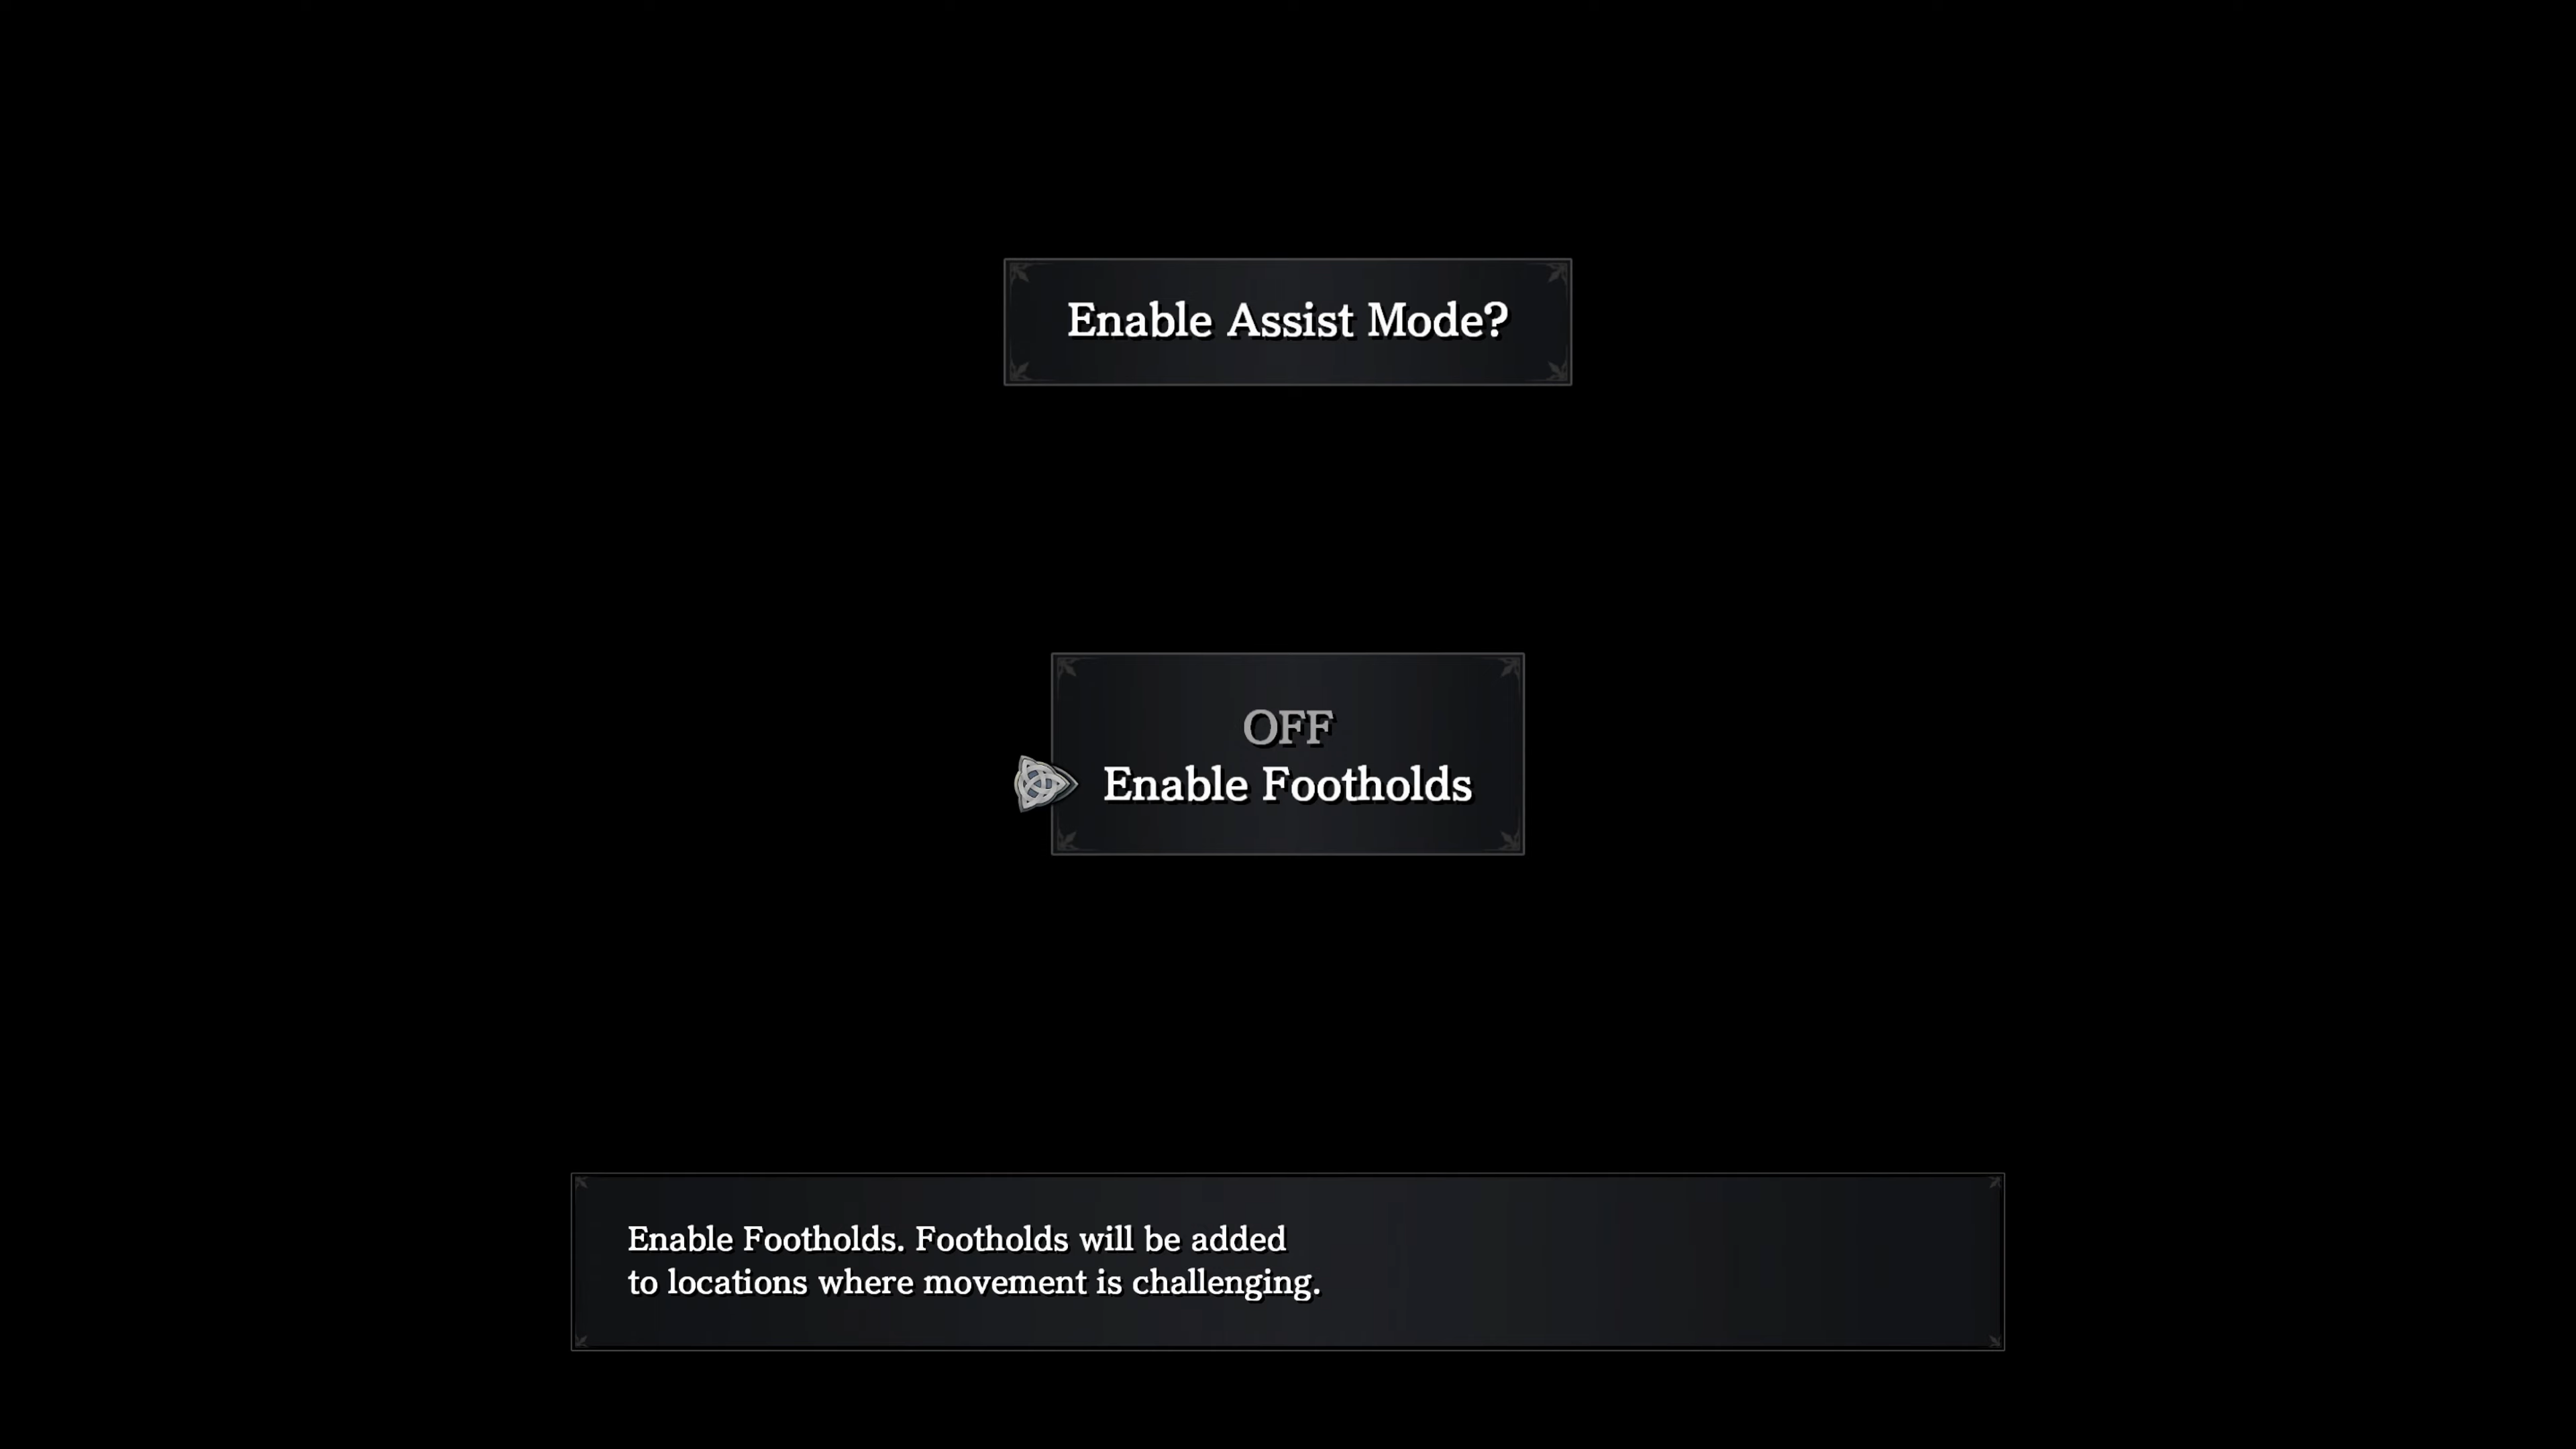 Enable Assist Mode?
OFF
Enable Footholds
Enable Footholds. Footholds will be added
to locations where movement is challenging.